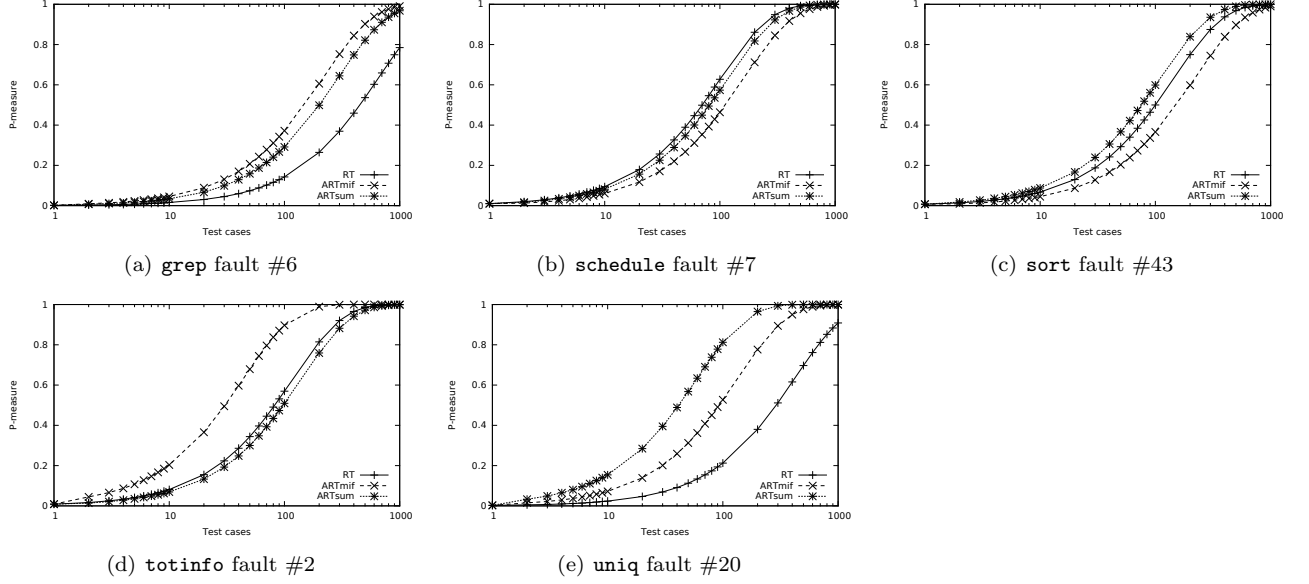 1
0.8
0.6
0.4
0.2
0
P-measure
1
10
100
1000
Test cases
RT
ARTmif
ARTsum
(a) grep fault #6
1
0.8
0.6
0.4
0.2
0
P-measure
1
10
100
1000
Test cases
RT
ARTmif
ARTsum
(b) schedule fault #7
1
0.8
0.6
0.4
0.2
0
P-measure
1
10
100
1000
Test cases
RT
ARTmif
ARTsum
(c) sort fault #43
1
0.8
0.6
0.4
0.2
0
P-measure
1
10
100
1000
Test cases
RT
ARTmif
ARTsum
(d) totinfo fault #2
1
0.8
0.6
0.4
0.2
0
P-measure
1
10
100
1000
Test cases
RT
ARTmif
ARTsum
(e) uniq fault #20